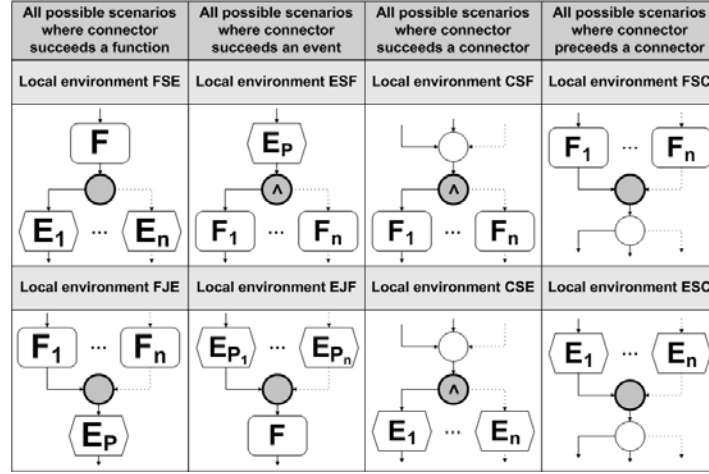 All possible scenarios
where connector
succeeds a function
All possible scenarios
where connector
succeeds an event
All possible scenarios
where connector
succeeds a connector
All possible scenarios
where connector
preceeds a connector
Local environment FSE
Local environment ESF
Local environment CSF
Local environment FSC
F
E1 ... En
EP
^
F1 ... Fn
^
F1 ... Fn
F1 ... Fn
Local environment FJE
Local environment EJF
Local environment CSE
Local environment ESC
F1 ... Fn
EP
EP1 ... EPn
F
^
E1 ... En
E1 ... En